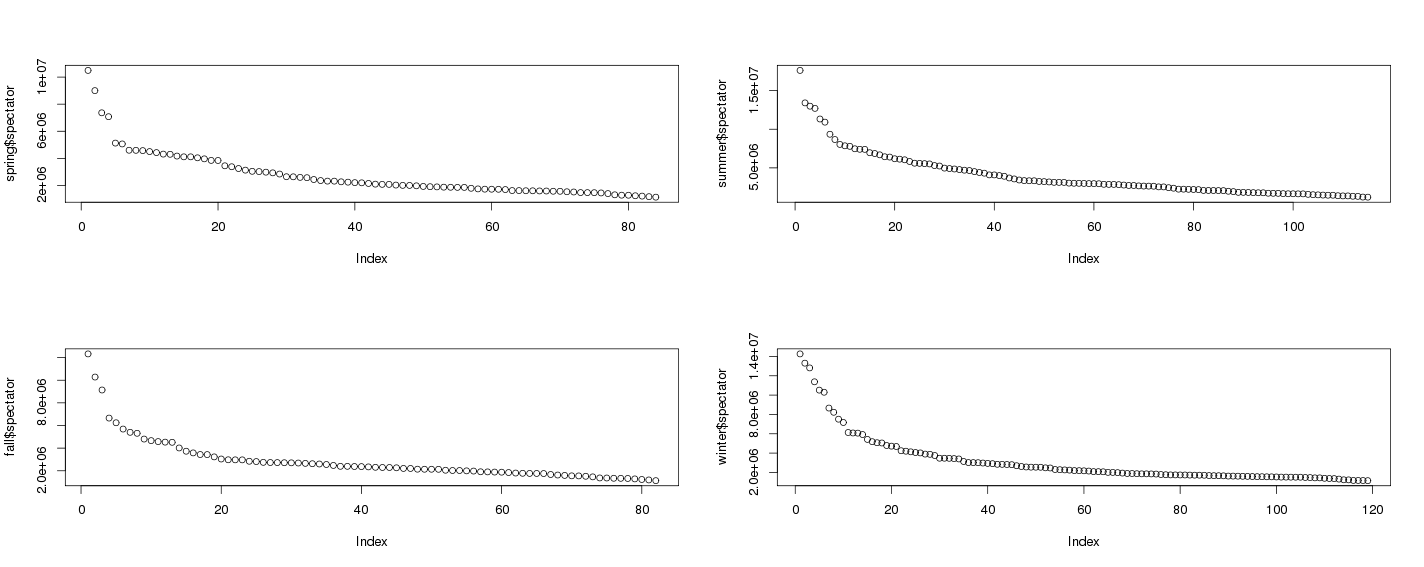 spring$spectator
1e+07
6e+06
2e+06
0 20 40 60 80
Index
summer$spectator
1.5e+07
5.0e+06
0 20 40 60 80 100
Index
fall$spectator
8.0e+06
2.0e+06
0 20 40 60 80
Index
winter$spectator
1.4e+07
8.0e+06
2.0e+06
0 20 40 60 80 100 120
Index